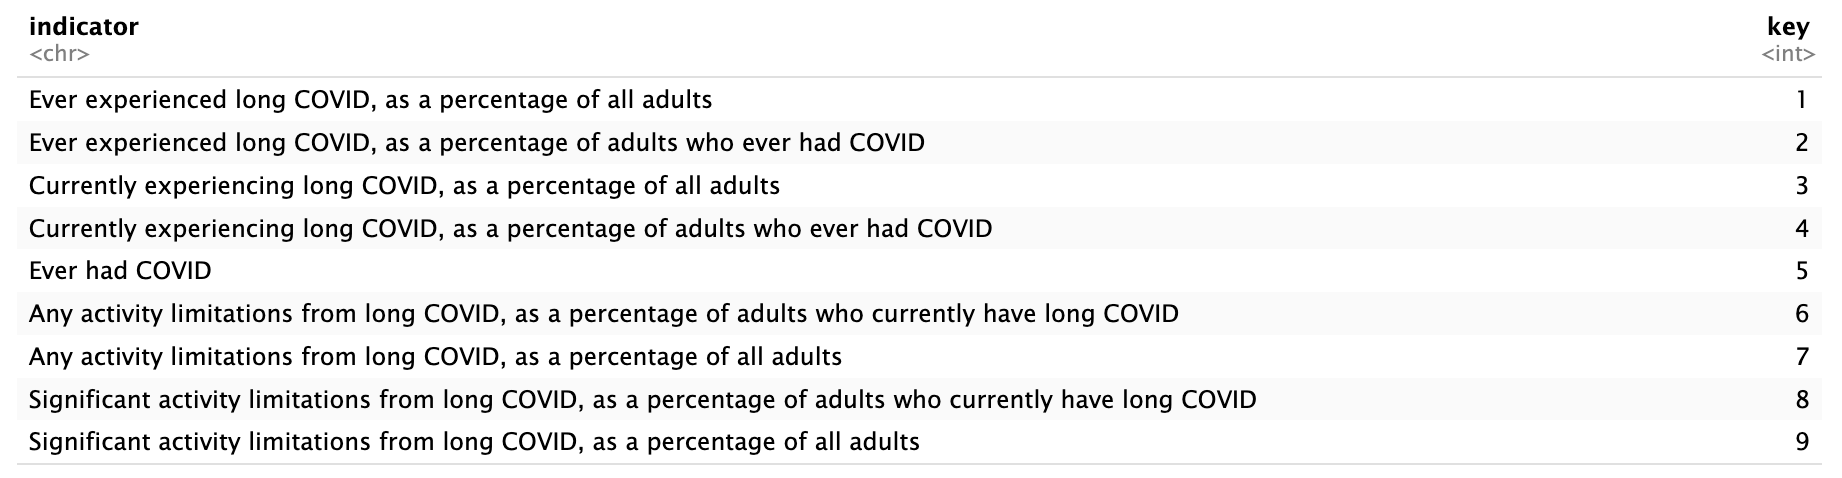 indicator key
<chr> <int>
Ever experienced long COVID, as a percentage of all adults 1
Ever experienced long COVID, as a percentage of adults who ever had COVID 2
Currently experiencing long COVID, as a percentage of all adults 3
Currently experiencing long COVID, as a percentage of adults who ever had COVID 4
Ever had COVID 5
Any activity limitations from long COVID, as a percentage of adults who currently have long COVID 6
Any activity limitations from long COVID, as a percentage of all adults 7
Significant activity limitations from long COVID, as a percentage of adults who currently have long COVID 8
Significant activity limitations from long COVID, as a percentage of all adults 9